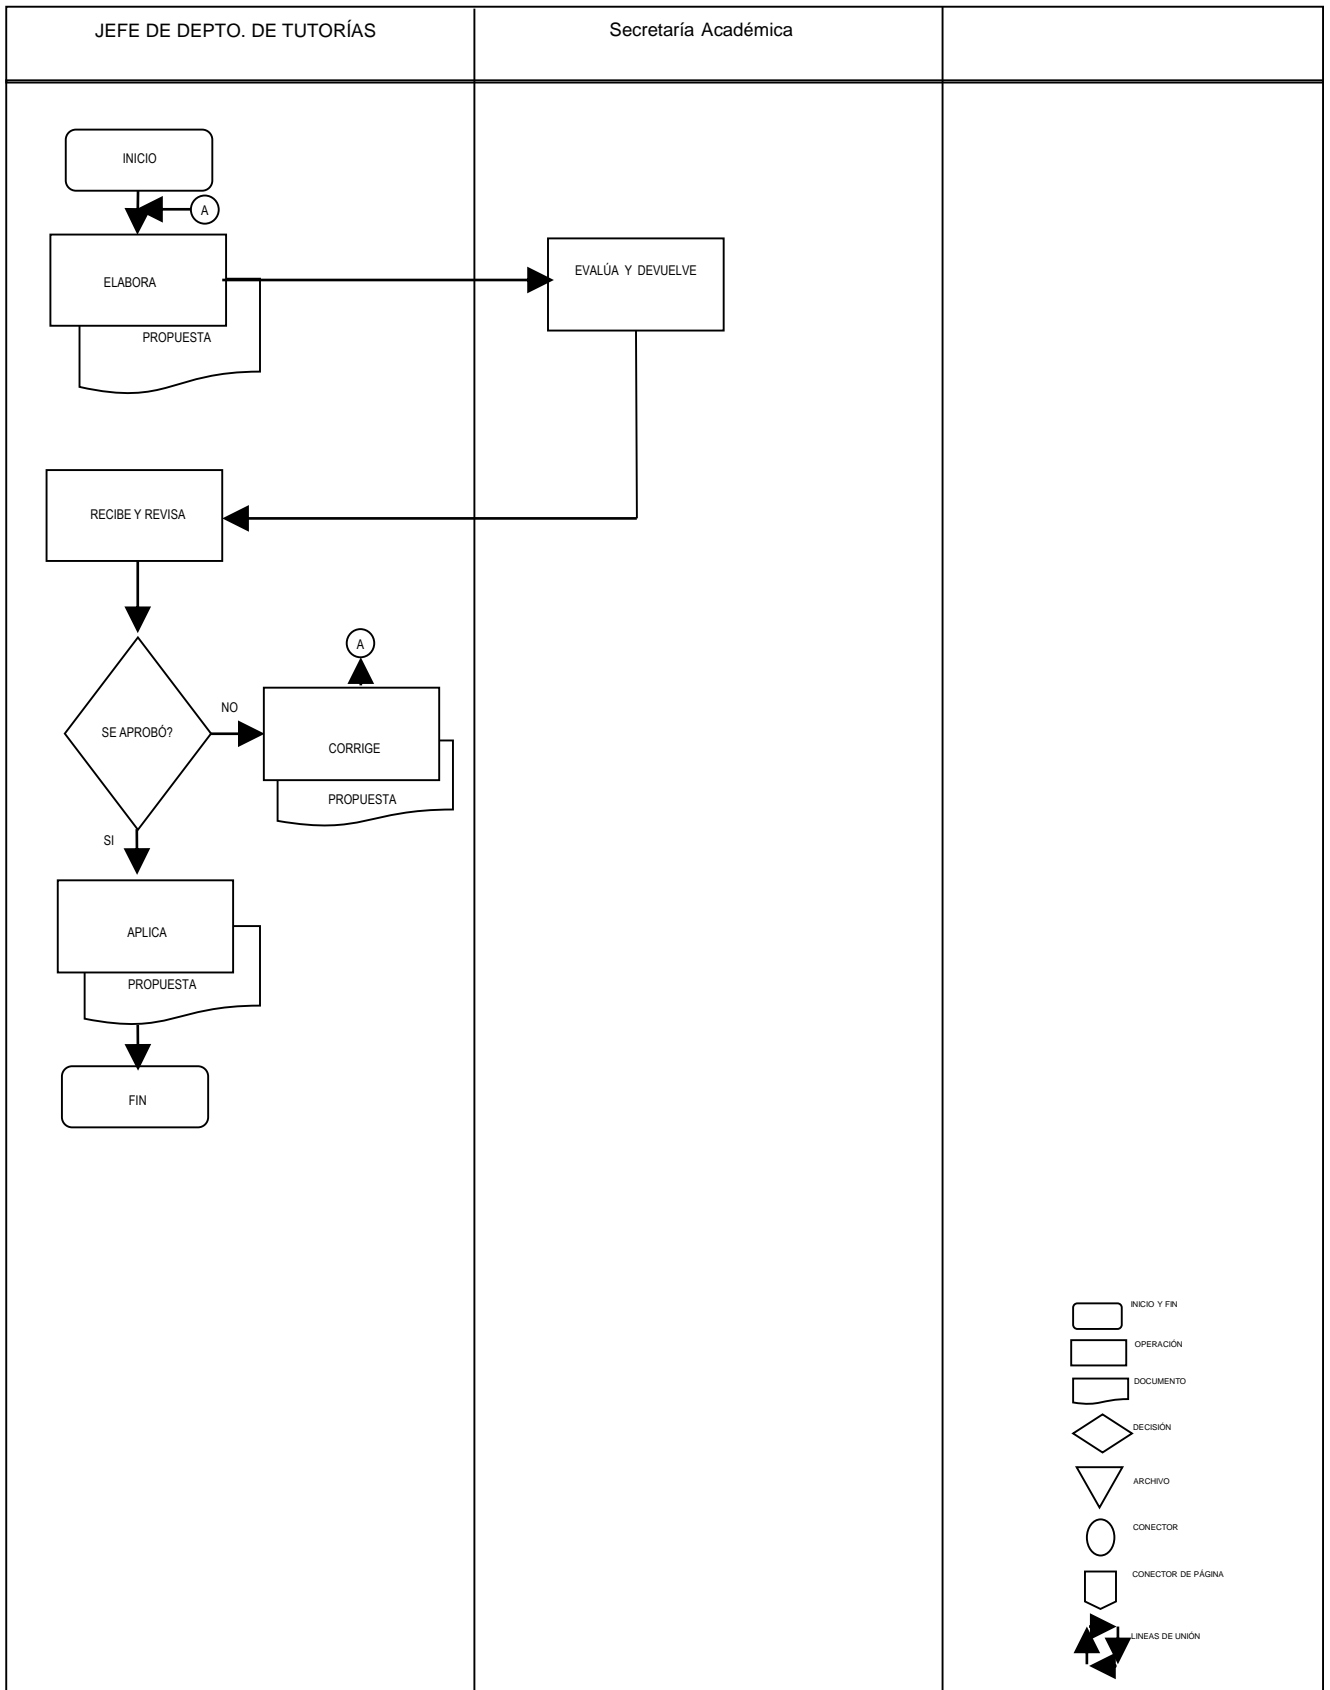 JEFE DE DEPTO. DE TUTORÍAS
Secretaría Académica
INICIO
A
ELABORA
EVALÚA Y DEVUELVE
PROPUESTA
RECIBE Y REVISA
A
NO
SE APROBÓ?
CORRIGE
PROPUESTA
SI
APLICA
PROPUESTA
FIN
INICIO Y FIN
OPERACIÓN
DOCUMENTO
DECISIÓN
ARCHIVO
CONECTOR
CONECTOR DE PÁGINA
LINEAS DE UNIÓN